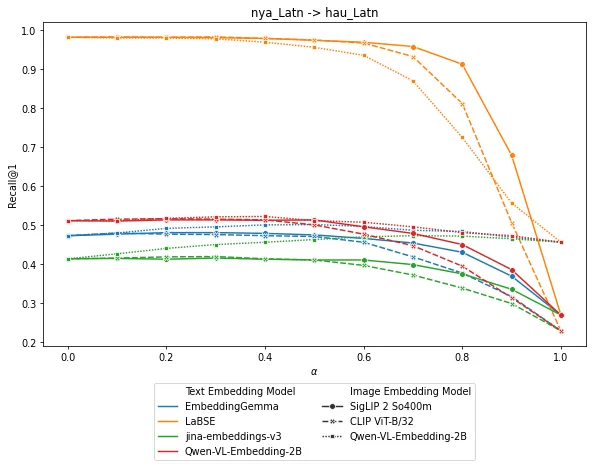 nya_Latn -> hau_Latn
Recall@1
1.0
0.9
0.8
0.7
0.6
0.5
0.4
0.3
0.2
0.0 0.2 0.4 0.6 0.8 1.0
α
Text Embedding Model Image Embedding Model
EmbeddingGemma SigLIP 2 So400m
LaBSE CLIP ViT-B/32
jina-embeddings-v3 Qwen-VL-Embedding-2B
Qwen-VL-Embedding-2B